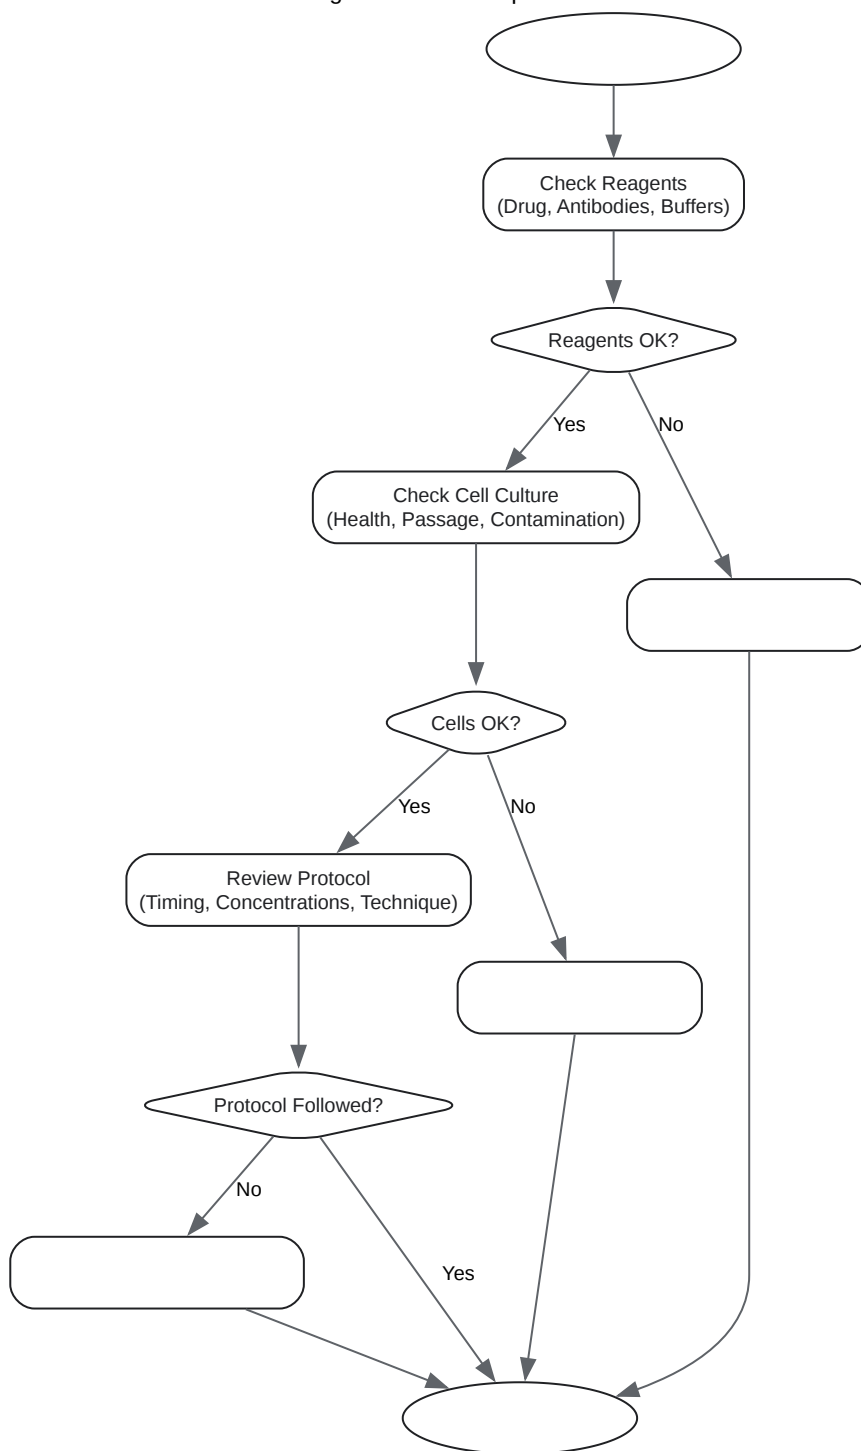 Check Reagents
(Drug, Antibodies, Buffers)
Reagents OK?
Yes
No
Check Cell Culture
(Health, Passage, Contamination)
Cells OK?
Yes
No
Review Protocol
(Timing, Concentrations, Technique)
Protocol Followed?
No
Yes